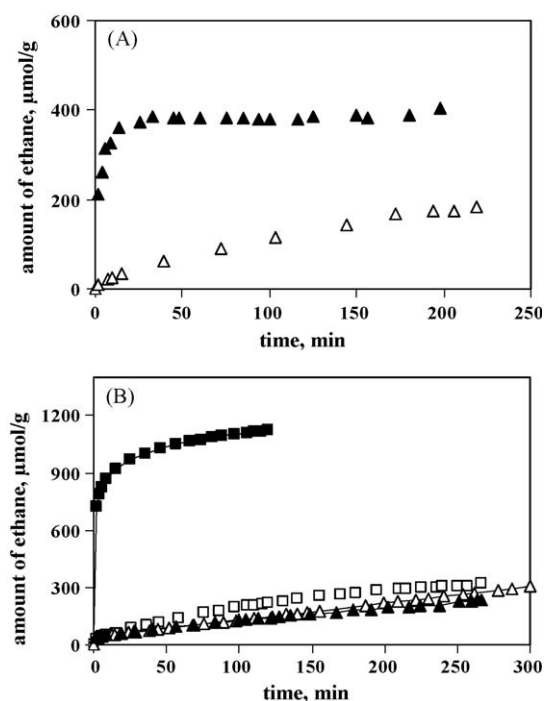 (A)
amount of ethane, μmol/g
600
400
200
0
0 50 100 150 200 250
time, min
(B)
amount of ethane, μmol/g
1200
900
600
300
0
0 50 100 150 200 250 300
time, min